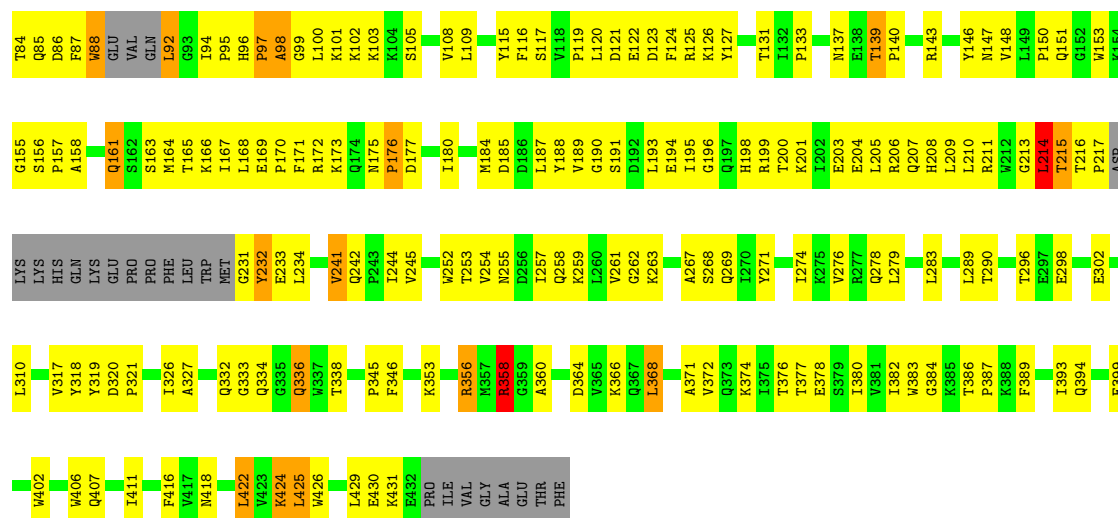 T84 Q85 D86 F87 W88 GLU VAL GLN L92 G93 I94 P95 H96 P97 A98 G99 L100 K101 K102 K103 K104 S105 V108 L109 Y115 F116 S117 V118 P119 L120 D121 E122 D123 F124 R125 K126 Y127 T131 I132 P133 N137 E138 T139 P140 R143 Y146 N147 V148 L149 P150 Q151 G152 W153 K154
G155 S156 P157 A158 Q161 S162 S163 M164 T165 K166 I167 L168 E169 P170 F171 R172 K173 Q174 N175 P176 D177 I180 M184 D185 D186 L187 Y188 V189 G190 S191 D192 L193 E194 I195 G196 Q197 H198 R199 T200 K201 I202 E203 E204 L205 R206 Q207 H208 L209 L210 R211 W212 G213 L214 T215 T216 P217 ASP
LYS LYS HIS GLN LYS GLU PRO PRO PHE LEU TRP MET G231 Y232 E233 L234 V241 Q242 P243 I244 V245 W252 T253 V254 N255 D256 I257 Q258 K259 L260 V261 G262 K263 A267 S268 Q269 I270 Y271 I274 K275 V276 R277 Q278 L279 L283 L289 T290 T296 E297 E298 E302
L310 V317 Y318 Y319 D320 P321 I326 A327 Q332 G333 Q334 G335 Q336 W337 T338 P345 F346 K353 R356 M357 R358 G359 A360 D364 V365 K366 Q367 L368 A371 V372 Q373 K374 I375 T376 T377 E378 S379 I380 V381 I382 W383 G384 K385 T386 P387 K388 F389 I393 Q394 E399
W402 W406 Q407 I411 F416 V417 N418 L422 V423 K424 L425 W426 L429 E430 K431 E432 PRO ILE VAL GLY ALA GLU THR PHE